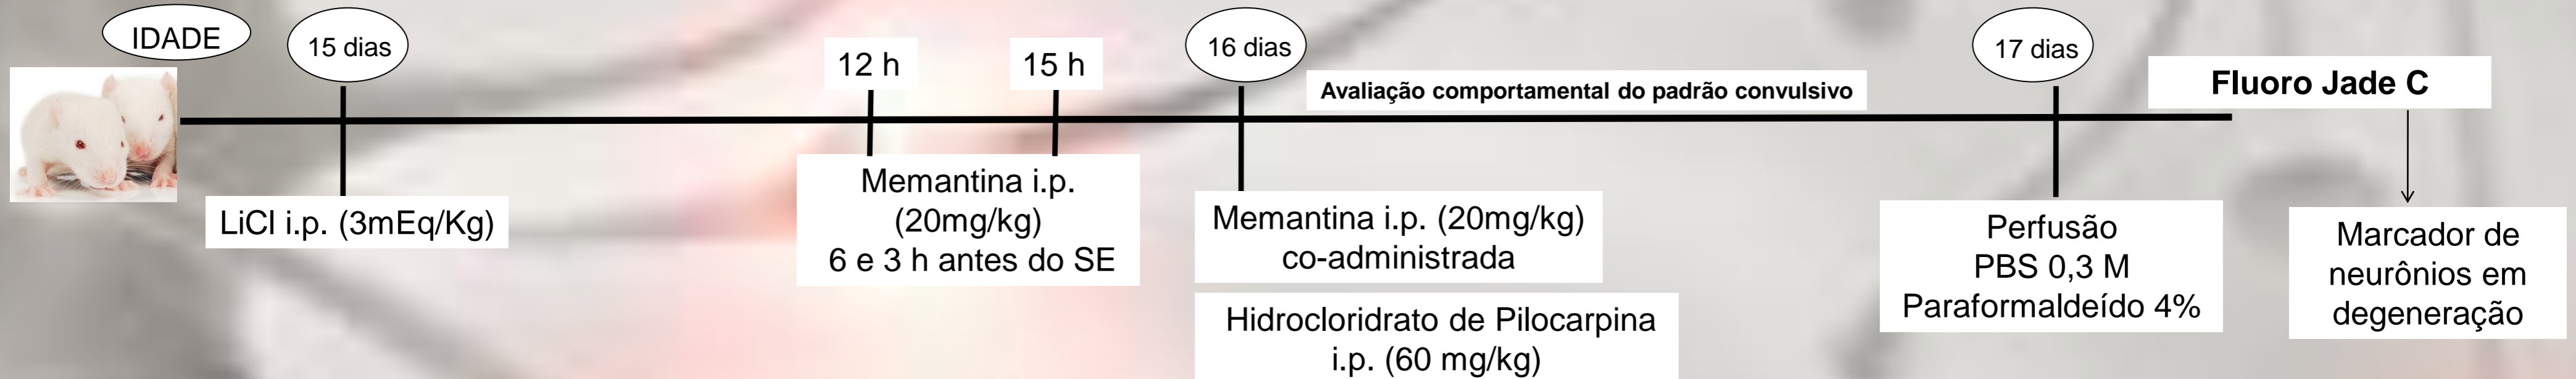 IDADE
15 dias
12 h
15 h
16 dias
17 dias
Avaliação comportamental do padrão convulsivo
Fluoro Jade C
LiCl i.p. (3mEq/Kg)
Memantina i.p.
(20mg/kg)
6 e 3 h antes do SE
Memantina i.p. (20mg/kg)
co-administrada
Hidrocloridrato de Pilocarpina
i.p. (60 mg/kg)
Perfusão
PBS 0,3 M
Paraformaldeído 4%
Marcador de
neurônios em
degeneração